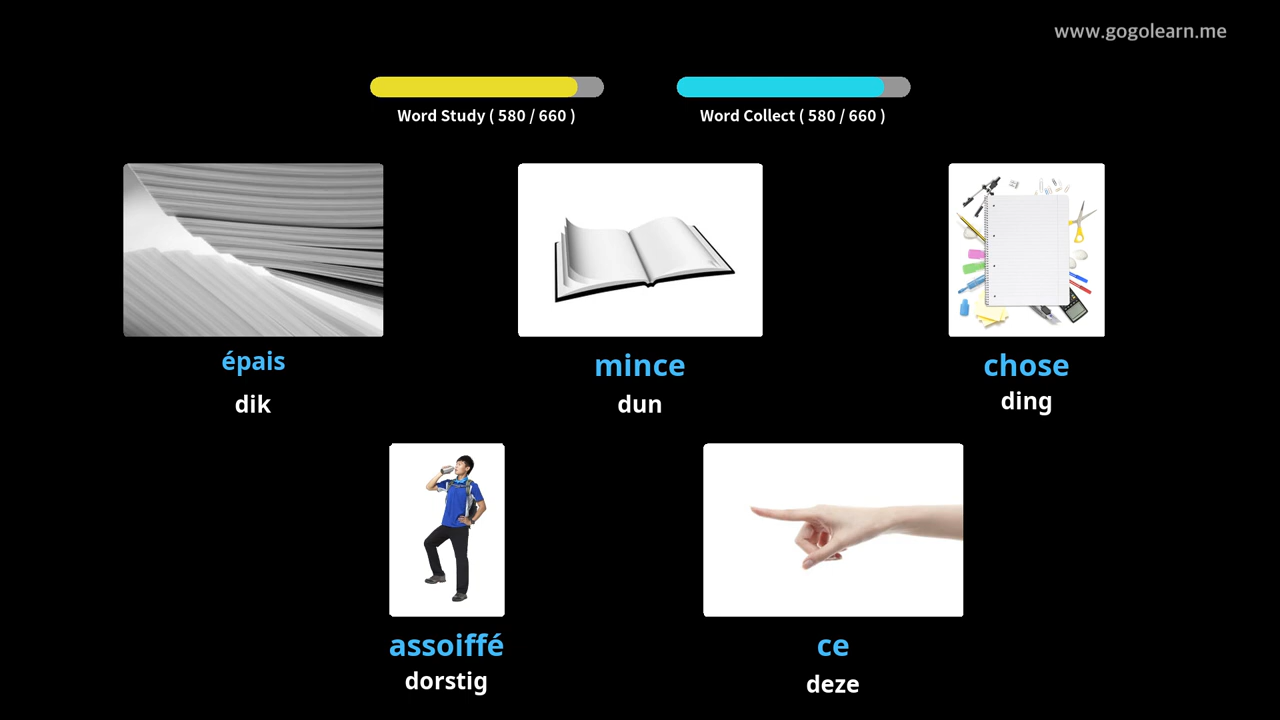 www.gogolearn.me
Word Study ( 580 / 660 )
Word Collect ( 580 / 660 )
épais
dik
mince
dun
chose
ding
assoiffé
dorstig
ce
deze